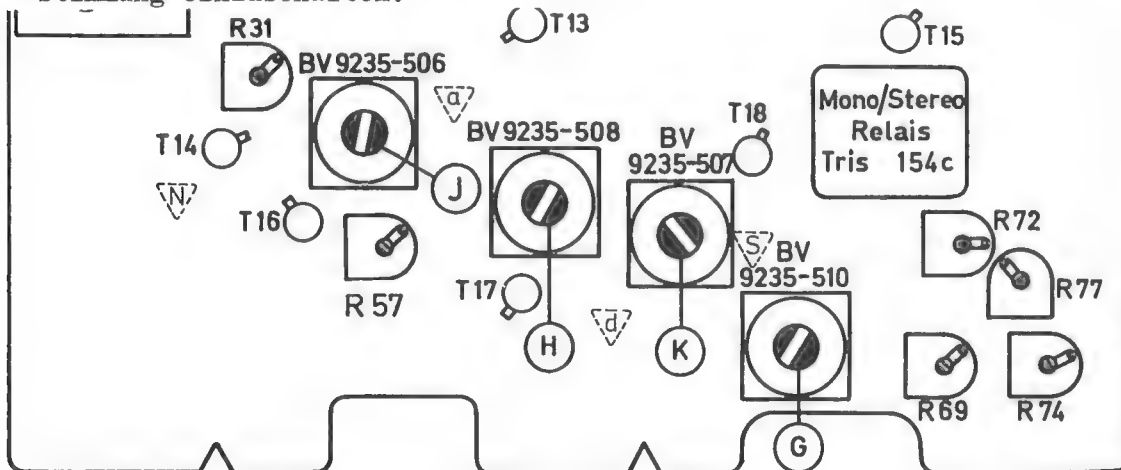 R31
T13
T15
BV 9235-506
a
Mono/Stereo
Relais
Tris 154c
T14
BV 9235-508
BV
9235-507
T18
N
J
T16
R 57
S
BV
9235-510
R72
R77
T17
d
H
K
R69
R74
G